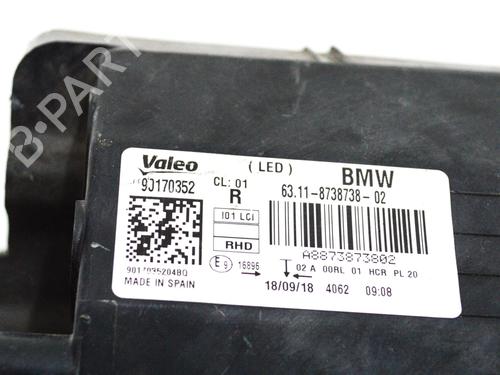 B-PARTS
Valeo (LED) BMW
90170352 CL: 01 63.11-8738738-02
R
I01 LCI
RHD A8873873802
E9 16896 02 A 00RL 01 HCR PL 20
9017035204BQ
MADE IN SPAIN 18/09/18 4062 09:08